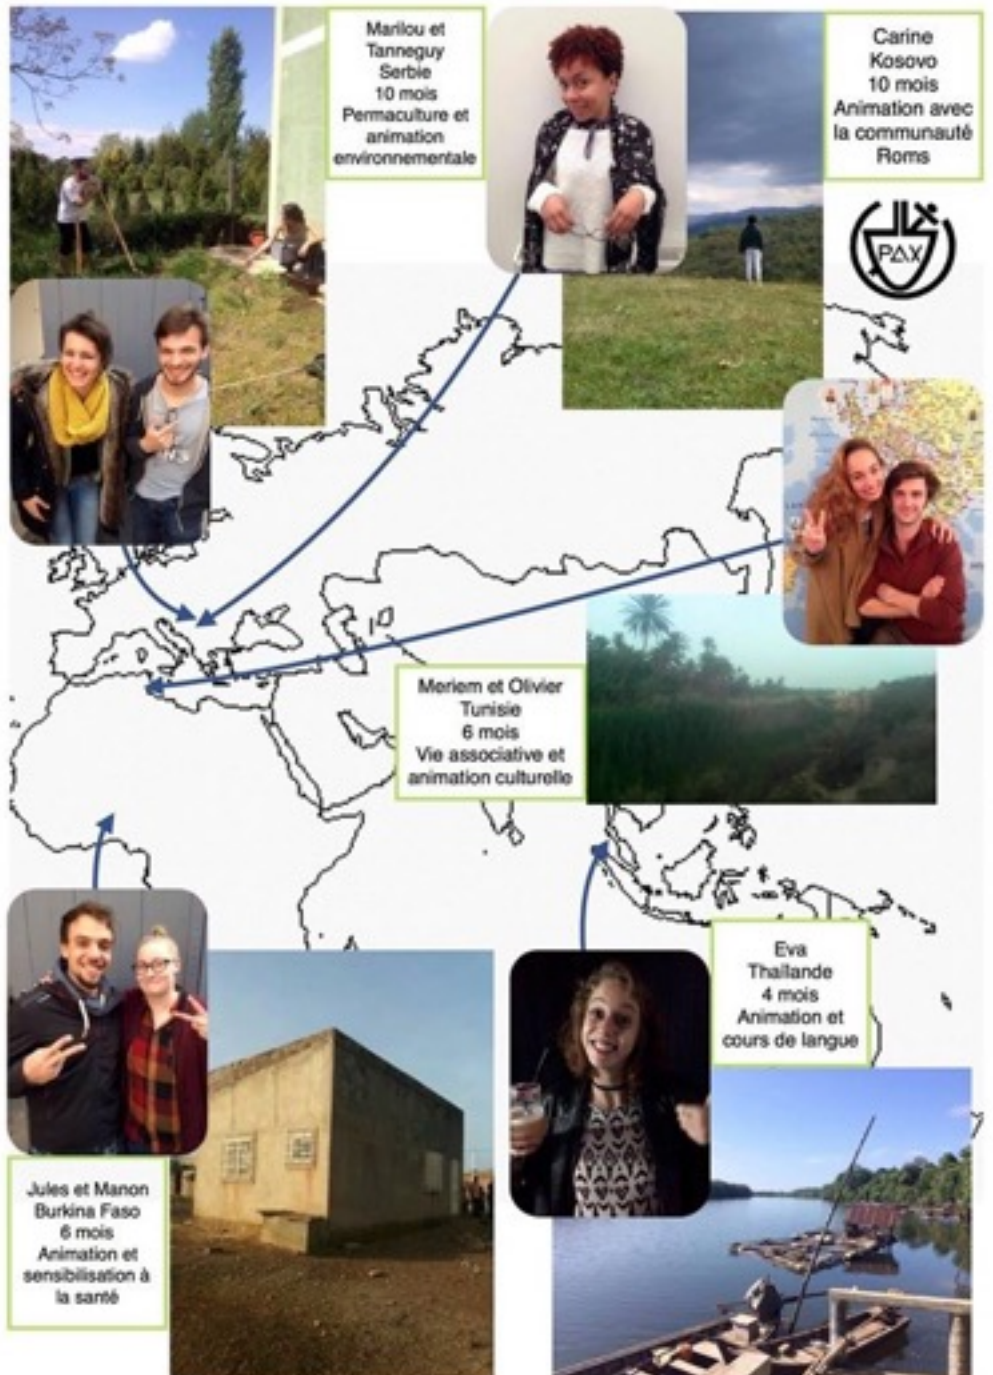 Marilou et
Tanneguy
Serbie
10 mois
Permaculture et
animation
environnementale
Carine
Kosovo
10 mois
Animation avec
la communauté
Roms
PAX
Meriem et Olivier
Tunisie
6 mois
Vie associative et
animation culturelle
Eva
Thaïlande
4 mois
Animation et
cours de langue
Jules et Manon
Burkina Faso
6 mois
Animation et
sensibilisation à
la santé